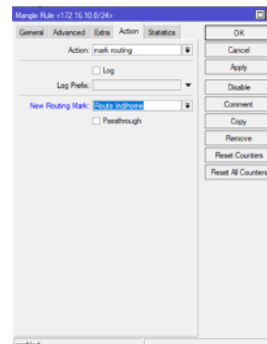 Mangle Rule <172.16.10.0/24>
General Advanced Extra Action Statistics
Action: mark routing
Log
Log Prefix:
New Routing Mark: Route Indihome
Passthrough
OK
Cancel
Apply
Disable
Comment
Copy
Remove
Reset Counters
Reset All Counters
enabled